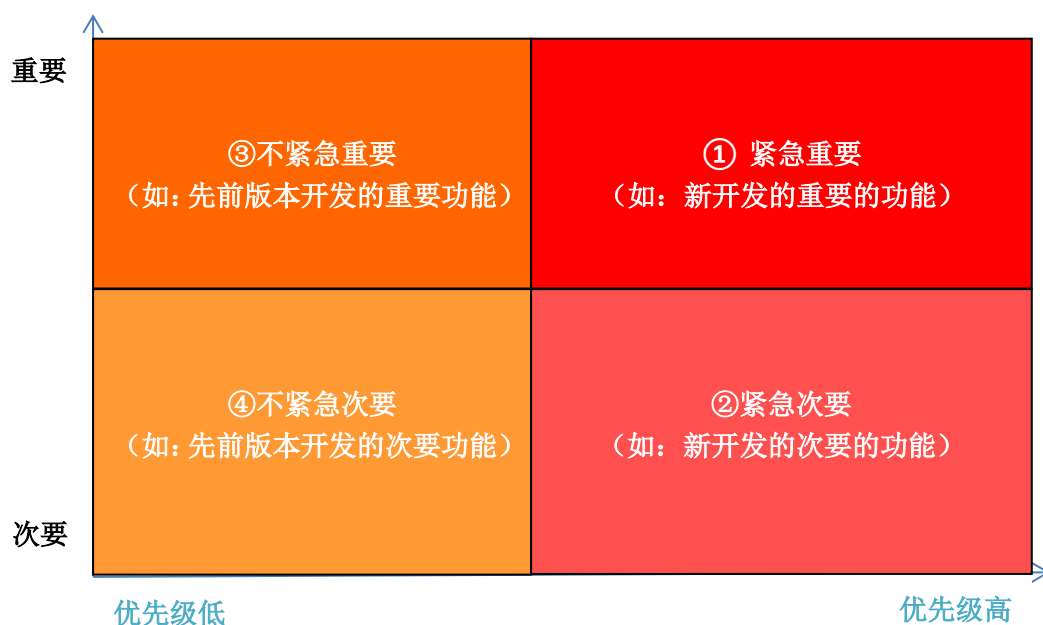 重要
③不紧急重要
（如：先前版本开发的重要功能）
① 紧急重要
（如：新开发的重要的功能）
④不紧急次要
（如：先前版本开发的次要功能）
②紧急次要
（如：新开发的次要的功能）
次要
优先级低
优先级高